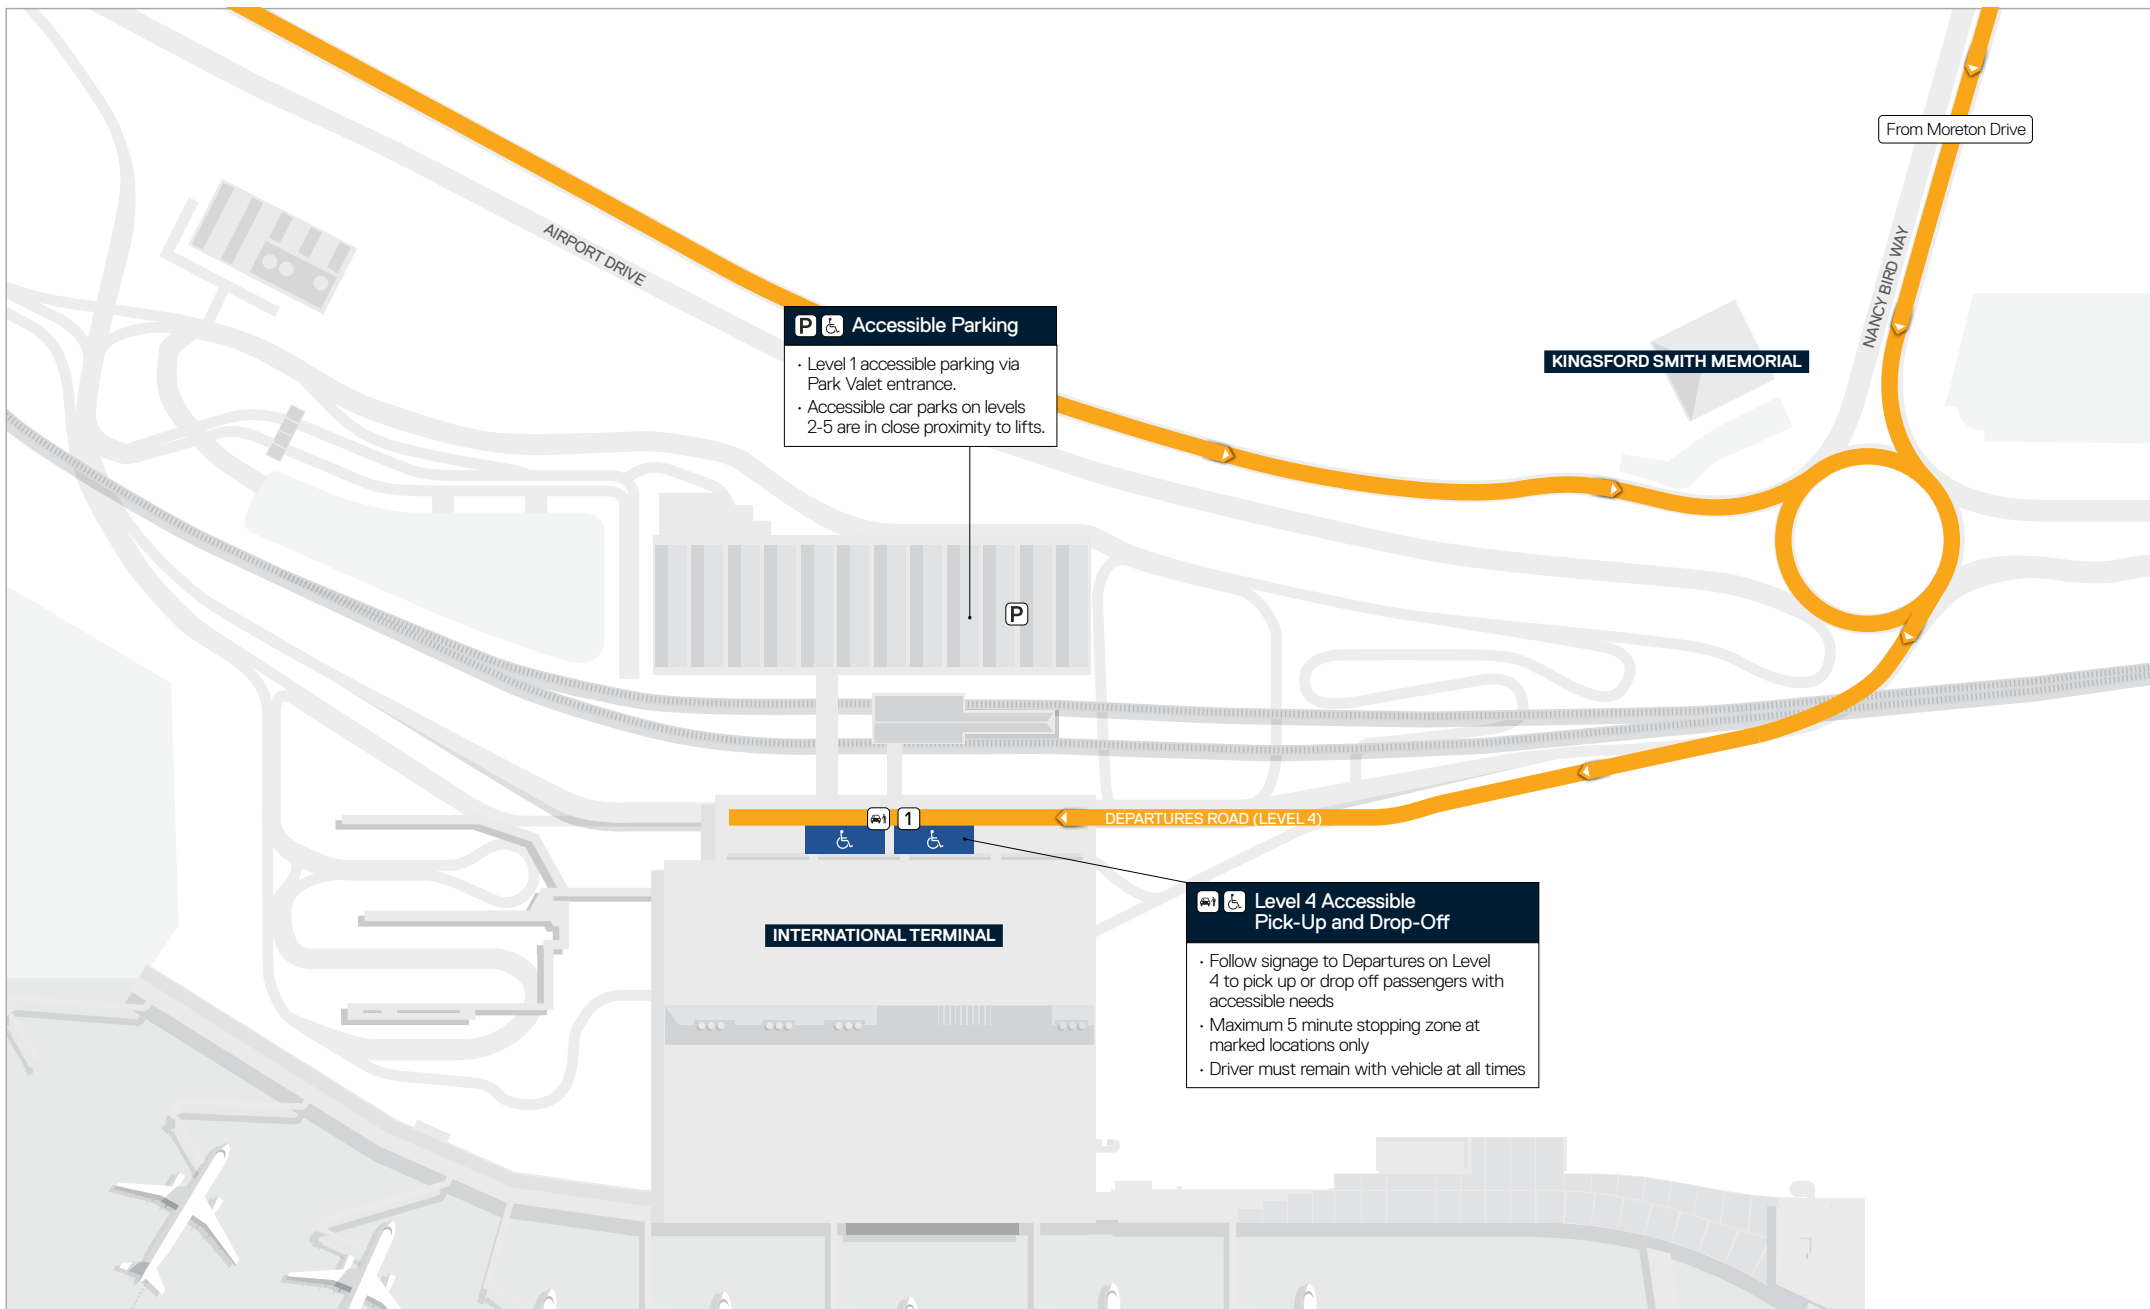 From Moreton Drive
AIRPORT DRIVE
NANCY BIRD WAY
P Accessible Parking
· Level 1 accessible parking via
Park Valet entrance.
· Accessible car parks on levels
2-5 are in close proximity to lifts.
KINGSFORD SMITH MEMORIAL
P
1
DEPARTURES ROAD (LEVEL 4)
INTERNATIONAL TERMINAL
Level 4 Accessible
Pick-Up and Drop-Off
· Follow signage to Departures on Level
4 to pick up or drop off passengers with
accessible needs
· Maximum 5 minute stopping zone at
marked locations only
· Driver must remain with vehicle at all times